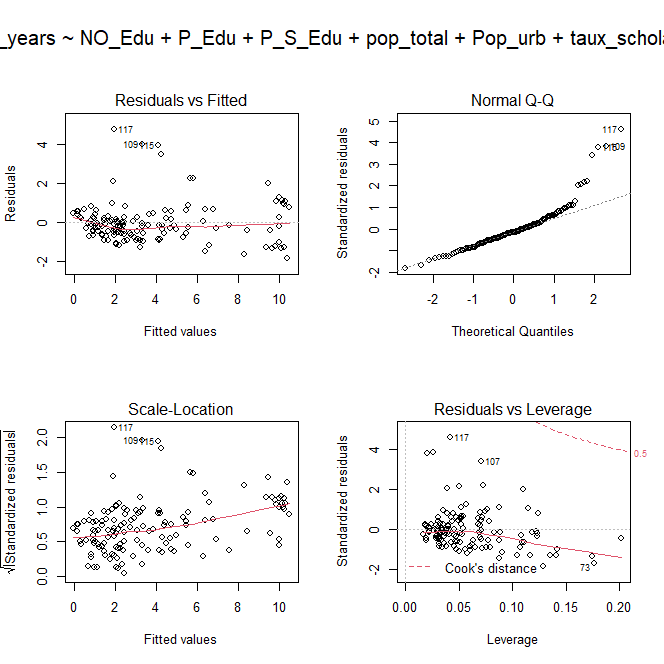 _years ~ NO_Edu + P_Edu + P_S_Edu + pop_total + Pop_urb + taux_schola
Residuals vs Fitted
Residuals
-2 0 2 4
117
109
15
0 2 4 6 8 10
Fitted values
Normal Q-Q
Standardized residuals
-2 0 1 2 3 4 5
117
109
-2 -1 0 1 2
Theoretical Quantiles
Scale-Location
√|Standardized residuals|
0.0 0.5 1.0 1.5 2.0
117
109
15
0 2 4 6 8 10
Fitted values
Residuals vs Leverage
Standardized residuals
-2 0 2 4
117
107
73
0.5
Cook's distance
0.00 0.05 0.10 0.15 0.20
Leverage